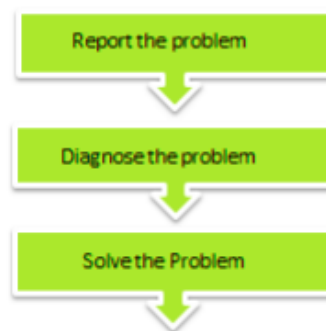 Report the problem
Diagnose the problem
Solve the Problem